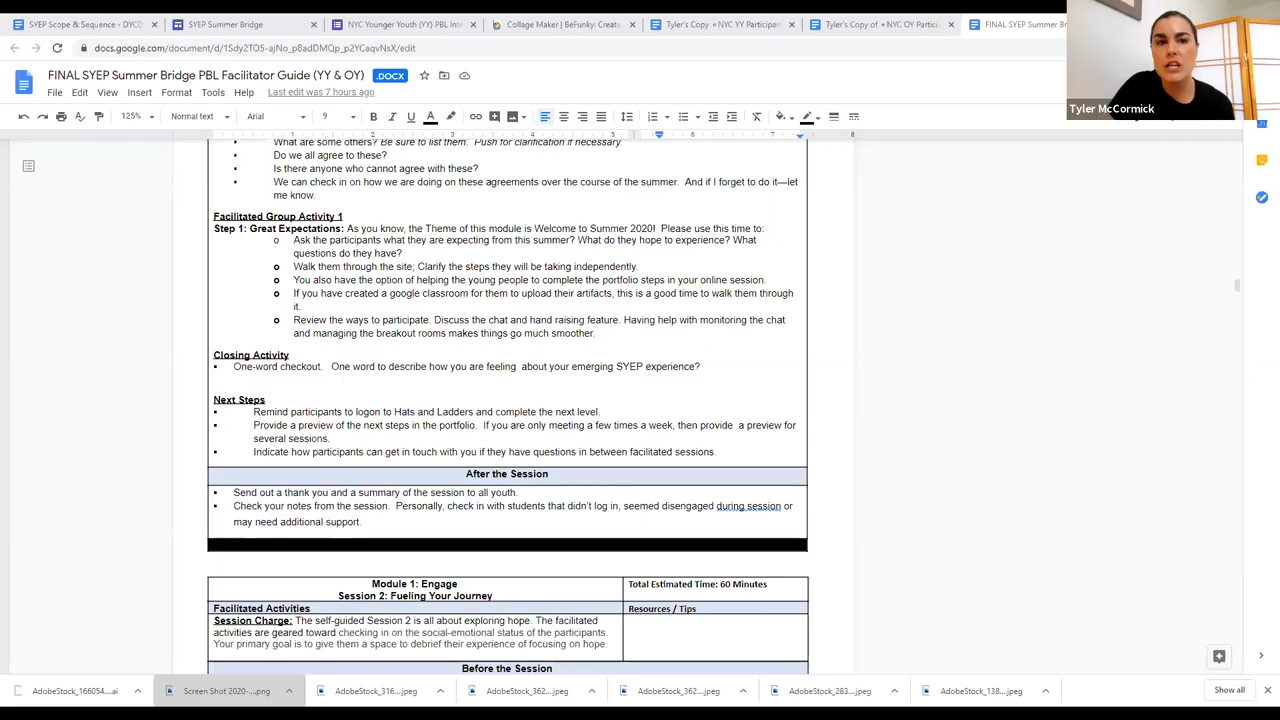 SYEP Scope & Sequence - DYCD
SYEP Summer Bridge
NYC Younger Youth (YY) PBL Int
Collage Maker | BeFunky: Create
Tyler's Copy
NYC YY Participan
Tyler's Copy of
NYC OY Partici
FINAL SYEP Summer Br
docs.google.com/document/d/15dy2TO5-ajNo_p8adDMQp_p2YCaqvNsX/edit
FINAL SYEP Summer Bridge PBL Facilitator Guide (YY & OY) .DOCX
File Edit View Insert Format Tools Help Last edit was 7 hours ago
Tyler McCormick
125% Normal text Arial 9 B I U A
1 2 3 4 5 6 7 8
What are some others? Be sure to list them. Push for clarification if necessary.
Do we all agree to these?
Is there anyone who cannot agree with these?
We can check in on how we are doing on these agreements over the course of the summer. And if I forget to do it—let
me know.
Facilitated Group Activity 1
Step 1: Great Expectations: As you know, the Theme of this module is Welcome to Summer 2020! Please use this time to:
Ask the participants what they are expecting from this summer? What do they hope to experience? What
questions do they have?
Walk them through the site; Clarify the steps they will be taking independently.
You also have the option of helping the young people to complete the portfolio steps in your online session.
If you have created a google classroom for them to upload their artifacts, this is a good time to walk them through
it.
Review the ways to participate. Discuss the chat and hand raising feature. Having help with monitoring the chat
and managing the breakout rooms makes things go much smoother.
Closing Activity
One-word checkout. One word to describe how you are feeling about your emerging SYEP experience?
Next Steps
Remind participants to logon to Hats and Ladders and complete the next level.
Provide a preview of the next steps in the portfolio. If you are only meeting a few times a week, then provide a preview for
several sessions.
Indicate how participants can get in touch with you if they have questions in between facilitated sessions.
After the Session
Send out a thank you and a summary of the session to all youth.
Check your notes from the session. Personally, check in with students that didn't log in, seemed disengaged during session or
may need additional support.
Module 1: Engage
Session 2: Fueling Your Journey
Total Estimated Time: 60 Minutes
Facilitated Activities
Resources / Tips
Session Charge: The self-guided Session 2 is all about exploring hope. The facilitated
activities are geared toward checking in on the social-emotional status of the participants.
Your primary goal is to give them a space to debrief their experience of focusing on hope.
Before the Session
AdobeStock_166054....ai
Screen Shot 2020-....png
AdobeStock_316....jpeg
AdobeStock_362....jpeg
AdobeStock_362....jpeg
AdobeStock_283....jpeg
AdobeStock_138....jpeg
Show all